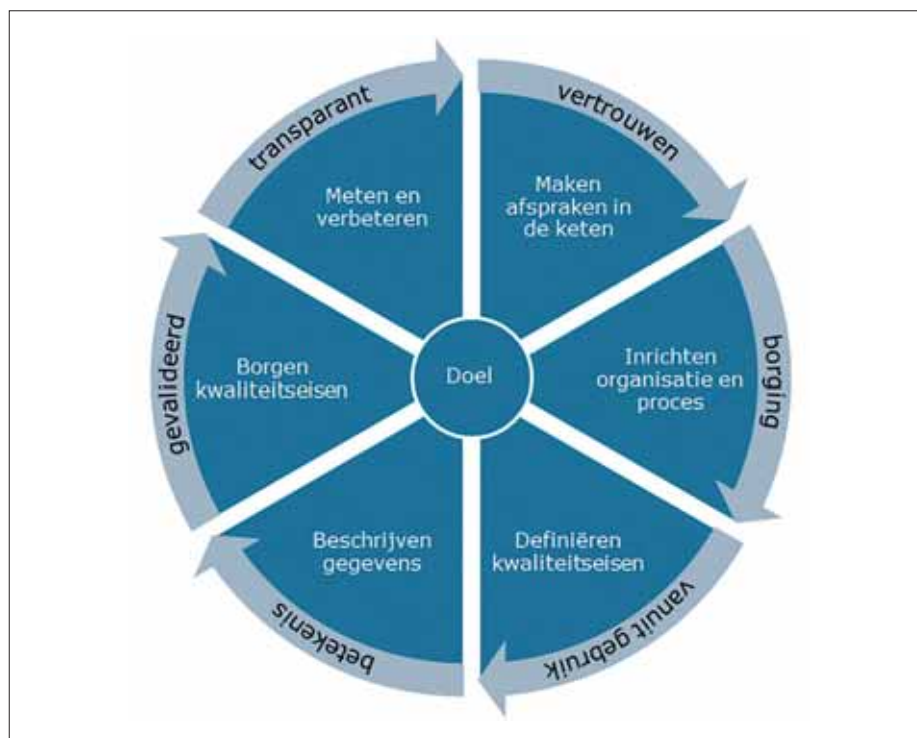 transparant
vertrouwen
Meten en
verbeteren
Maken
afspraken in
de keten
gevalideerd
Borgen
kwaliteitseisen
Doel
Inrichten
organisatie en
proces
borging
Beschrijven
gegevens
Definiëren
kwaliteitseisen
betekenis
vanuit gebruik